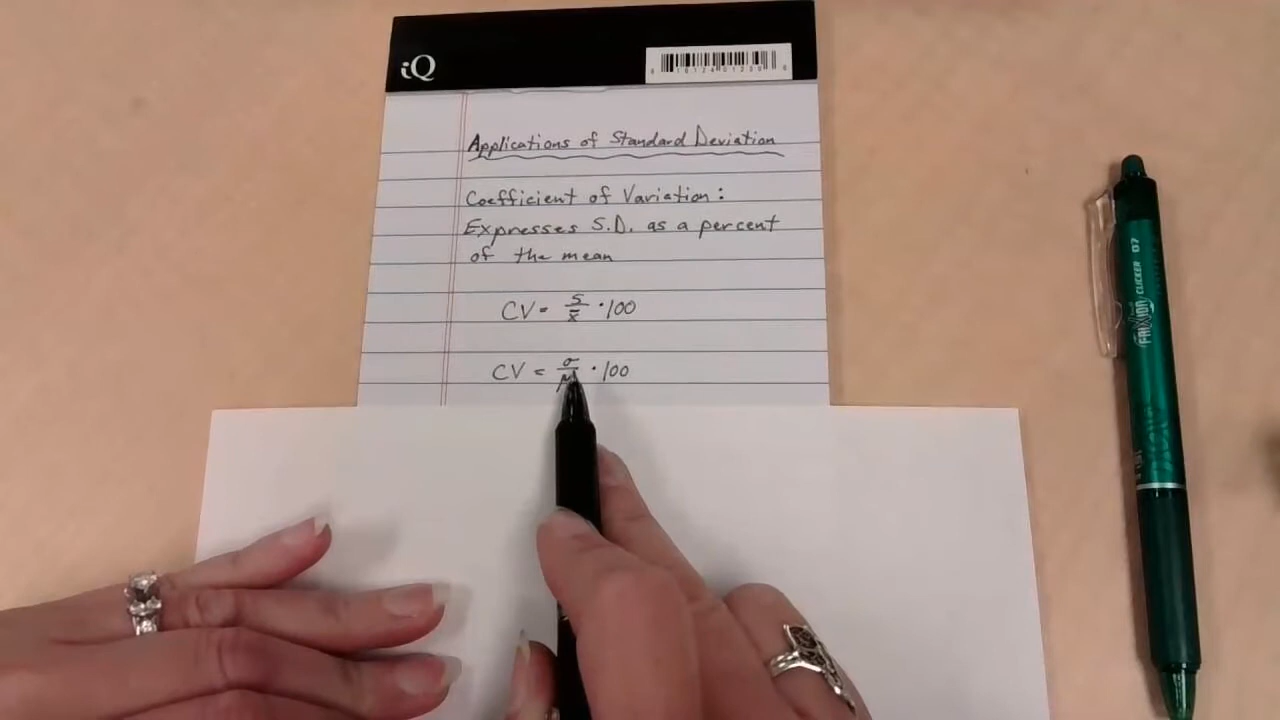 iQ
Applications of Standard Deviation
Coefficient of Variation:
Expresses S.D. as a percent
of the mean
CV = s/x̄ · 100
CV = σ/μ · 100
FRIXION CLICKER 07